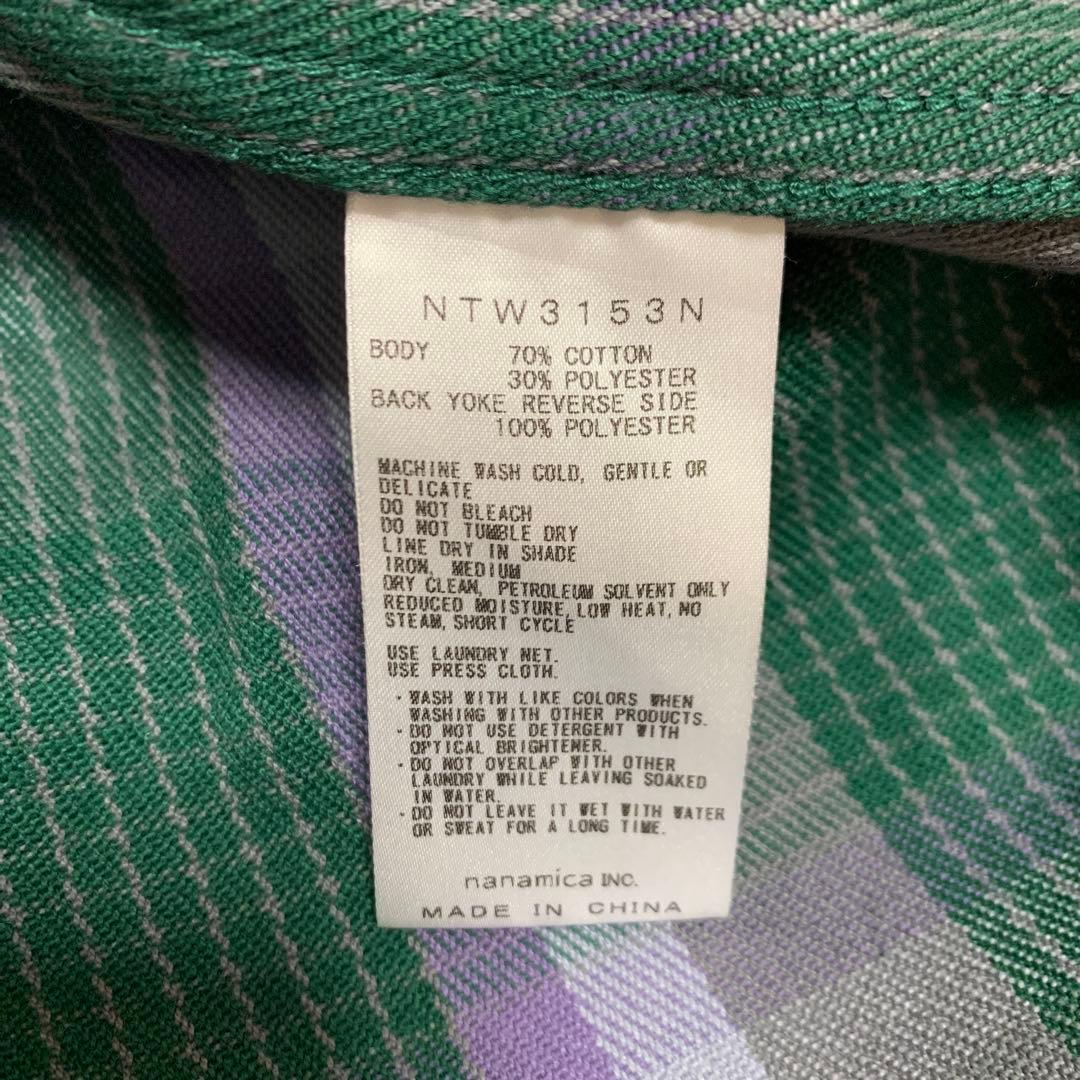 NTW3153N
BODY 70% COTTON
30% POLYESTER
BACK YOKE REVERSE SIDE
100% POLYESTER
MACHINE WASH COLD, GENTLE OR
DELICATE
DO NOT BLEACH
DO NOT TUMBLE DRY
LINE DRY IN SHADE
IRON, MEDIUM
DRY CLEAN, PETROLEUM SOLVENT ONLY
REDUCED MOISTURE, LOW HEAT, NO
STEAM, SHORT CYCLE
USE LAUNDRY NET.
USE PRESS CLOTH.
・WASH WITH LIKE COLORS WHEN
WASHING WITH OTHER PRODUCTS.
・DO NOT USE DETERGENT WITH
OPTICAL BRIGHTENER.
・DO NOT OVERLAP WITH OTHER
LAUNDRY WHILE LEAVING SOAKED
IN WATER.
・DO NOT LEAVE IT WET WITH WATER
OR SWEAT FOR A LONG TIME.
nanamica INC.
MADE IN CHINA